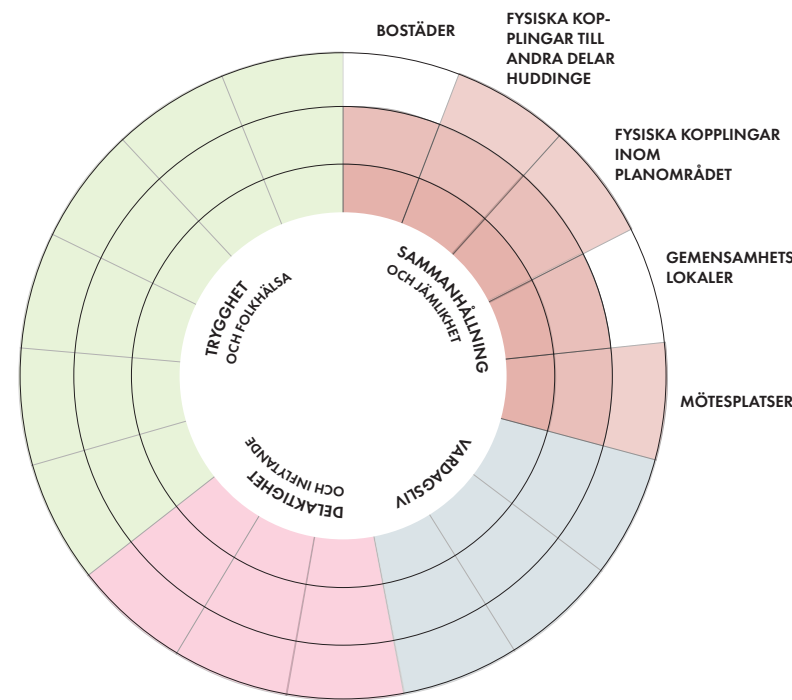 BOSTÄDER
FYSISKA KOP-
PLINGAR TILL
ANDRA DELAR
HUDDINGE
FYSISKA KOPPLINGAR
INOM
PLANOMRÅDET
GEMENSAMHETS
LOKALER
MÖTESPLATSER
SAMMANHÅLLNING
OCH JÄMLIKHET
VARDAGSLIV
DELAKTIGHET
OCH INFLYTANDE
TRYGGHET
OCH FOLKHÄLSA